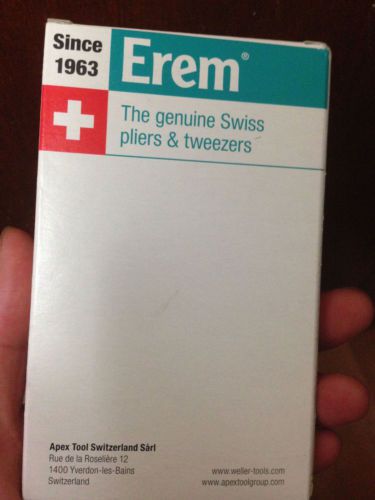 Since
1963
Erem®
The genuine Swiss
pliers & tweezers
Apex Tool Switzerland Sàrl
Rue de la Roselière 12
1400 Yverdon-les-Bains
Switzerland
www.weller-tools.com
www.apextoolgroup.com